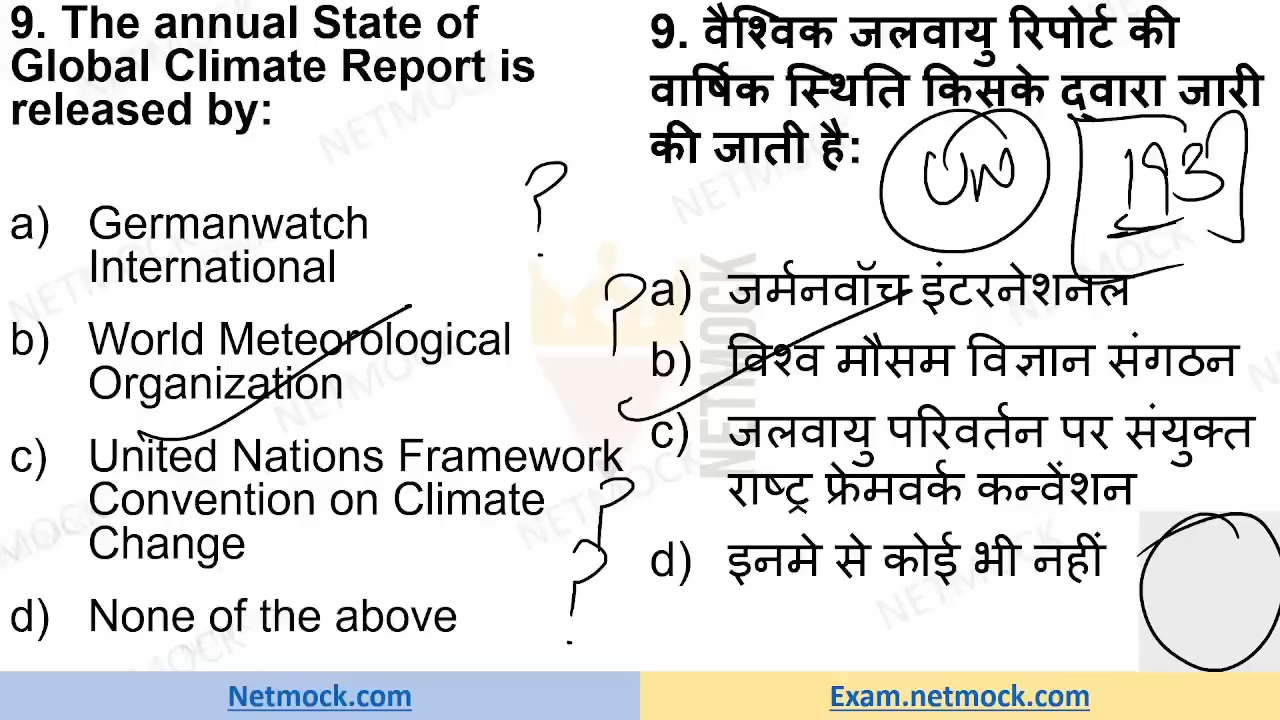 9. The annual State of
Global Climate Report is
released by:
a) Germanwatch
International
b) World Meteorological
Organization
c) United Nations Framework
Convention on Climate
Change
d) None of the above
9. वैश्विक जलवायु रिपोर्ट की
वार्षिक स्थिति किसके द्वारा जारी
की जाती है:
UN
193
a) जर्मनवॉच इंटरनेशनल
b) विश्व मौसम विज्ञान संगठन
c) जलवायु परिवर्तन पर संयुक्त
राष्ट्र फ्रेमवर्क कन्वेंशन
d) इनमे से कोई भी नहीं
?
?
?
?
NETMOCK
Netmock.com
Exam.netmock.com